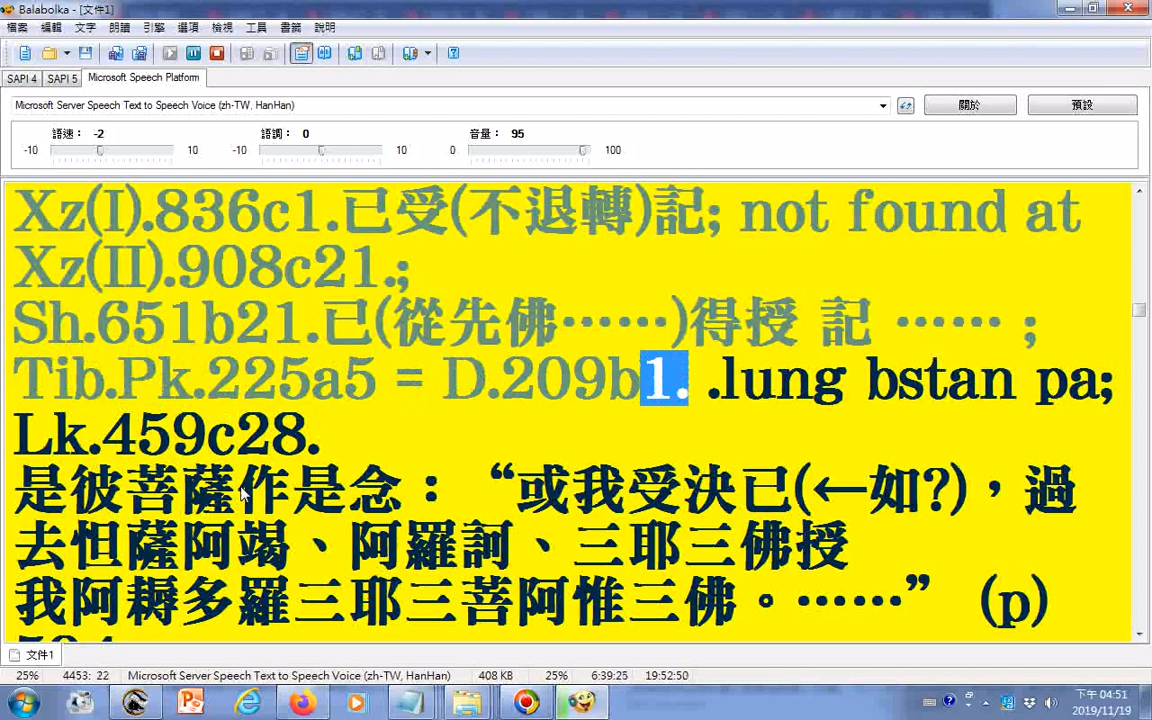 Balabolka - [文件1]
檔案 編輯 文字 朗讀 引擎 選項 檢視 工具 書籤 說明
SAPI 4 SAPI 5 Microsoft Speech Platform
Microsoft Server Speech Text to Speech Voice (zh-TW, HanHan) 關於 預設
語速： -2 語調： 0 音量： 95
-10 10 -10 10 0 100
Xz(I).836c1.已受(不退轉)記; not found at
Xz(II).908c21.;
Sh.651b21.已(從先佛……)得授 記 …… ;
Tib.Pk.225a5 = D.209b1. .lung bstan pa;
Lk.459c28.
是彼菩薩作是念：“或我受決已(←如?)，過
去怛薩阿竭、阿羅訶、三耶三佛授
我阿耨多羅三耶三菩阿惟三佛。……” (p)
文件1
25% 4453: 22 Microsoft Server Speech Text to Speech Voice (zh-TW, HanHan) 408 KB 25% 6:39:25 19:52:50
下午 04:51
2019/11/19